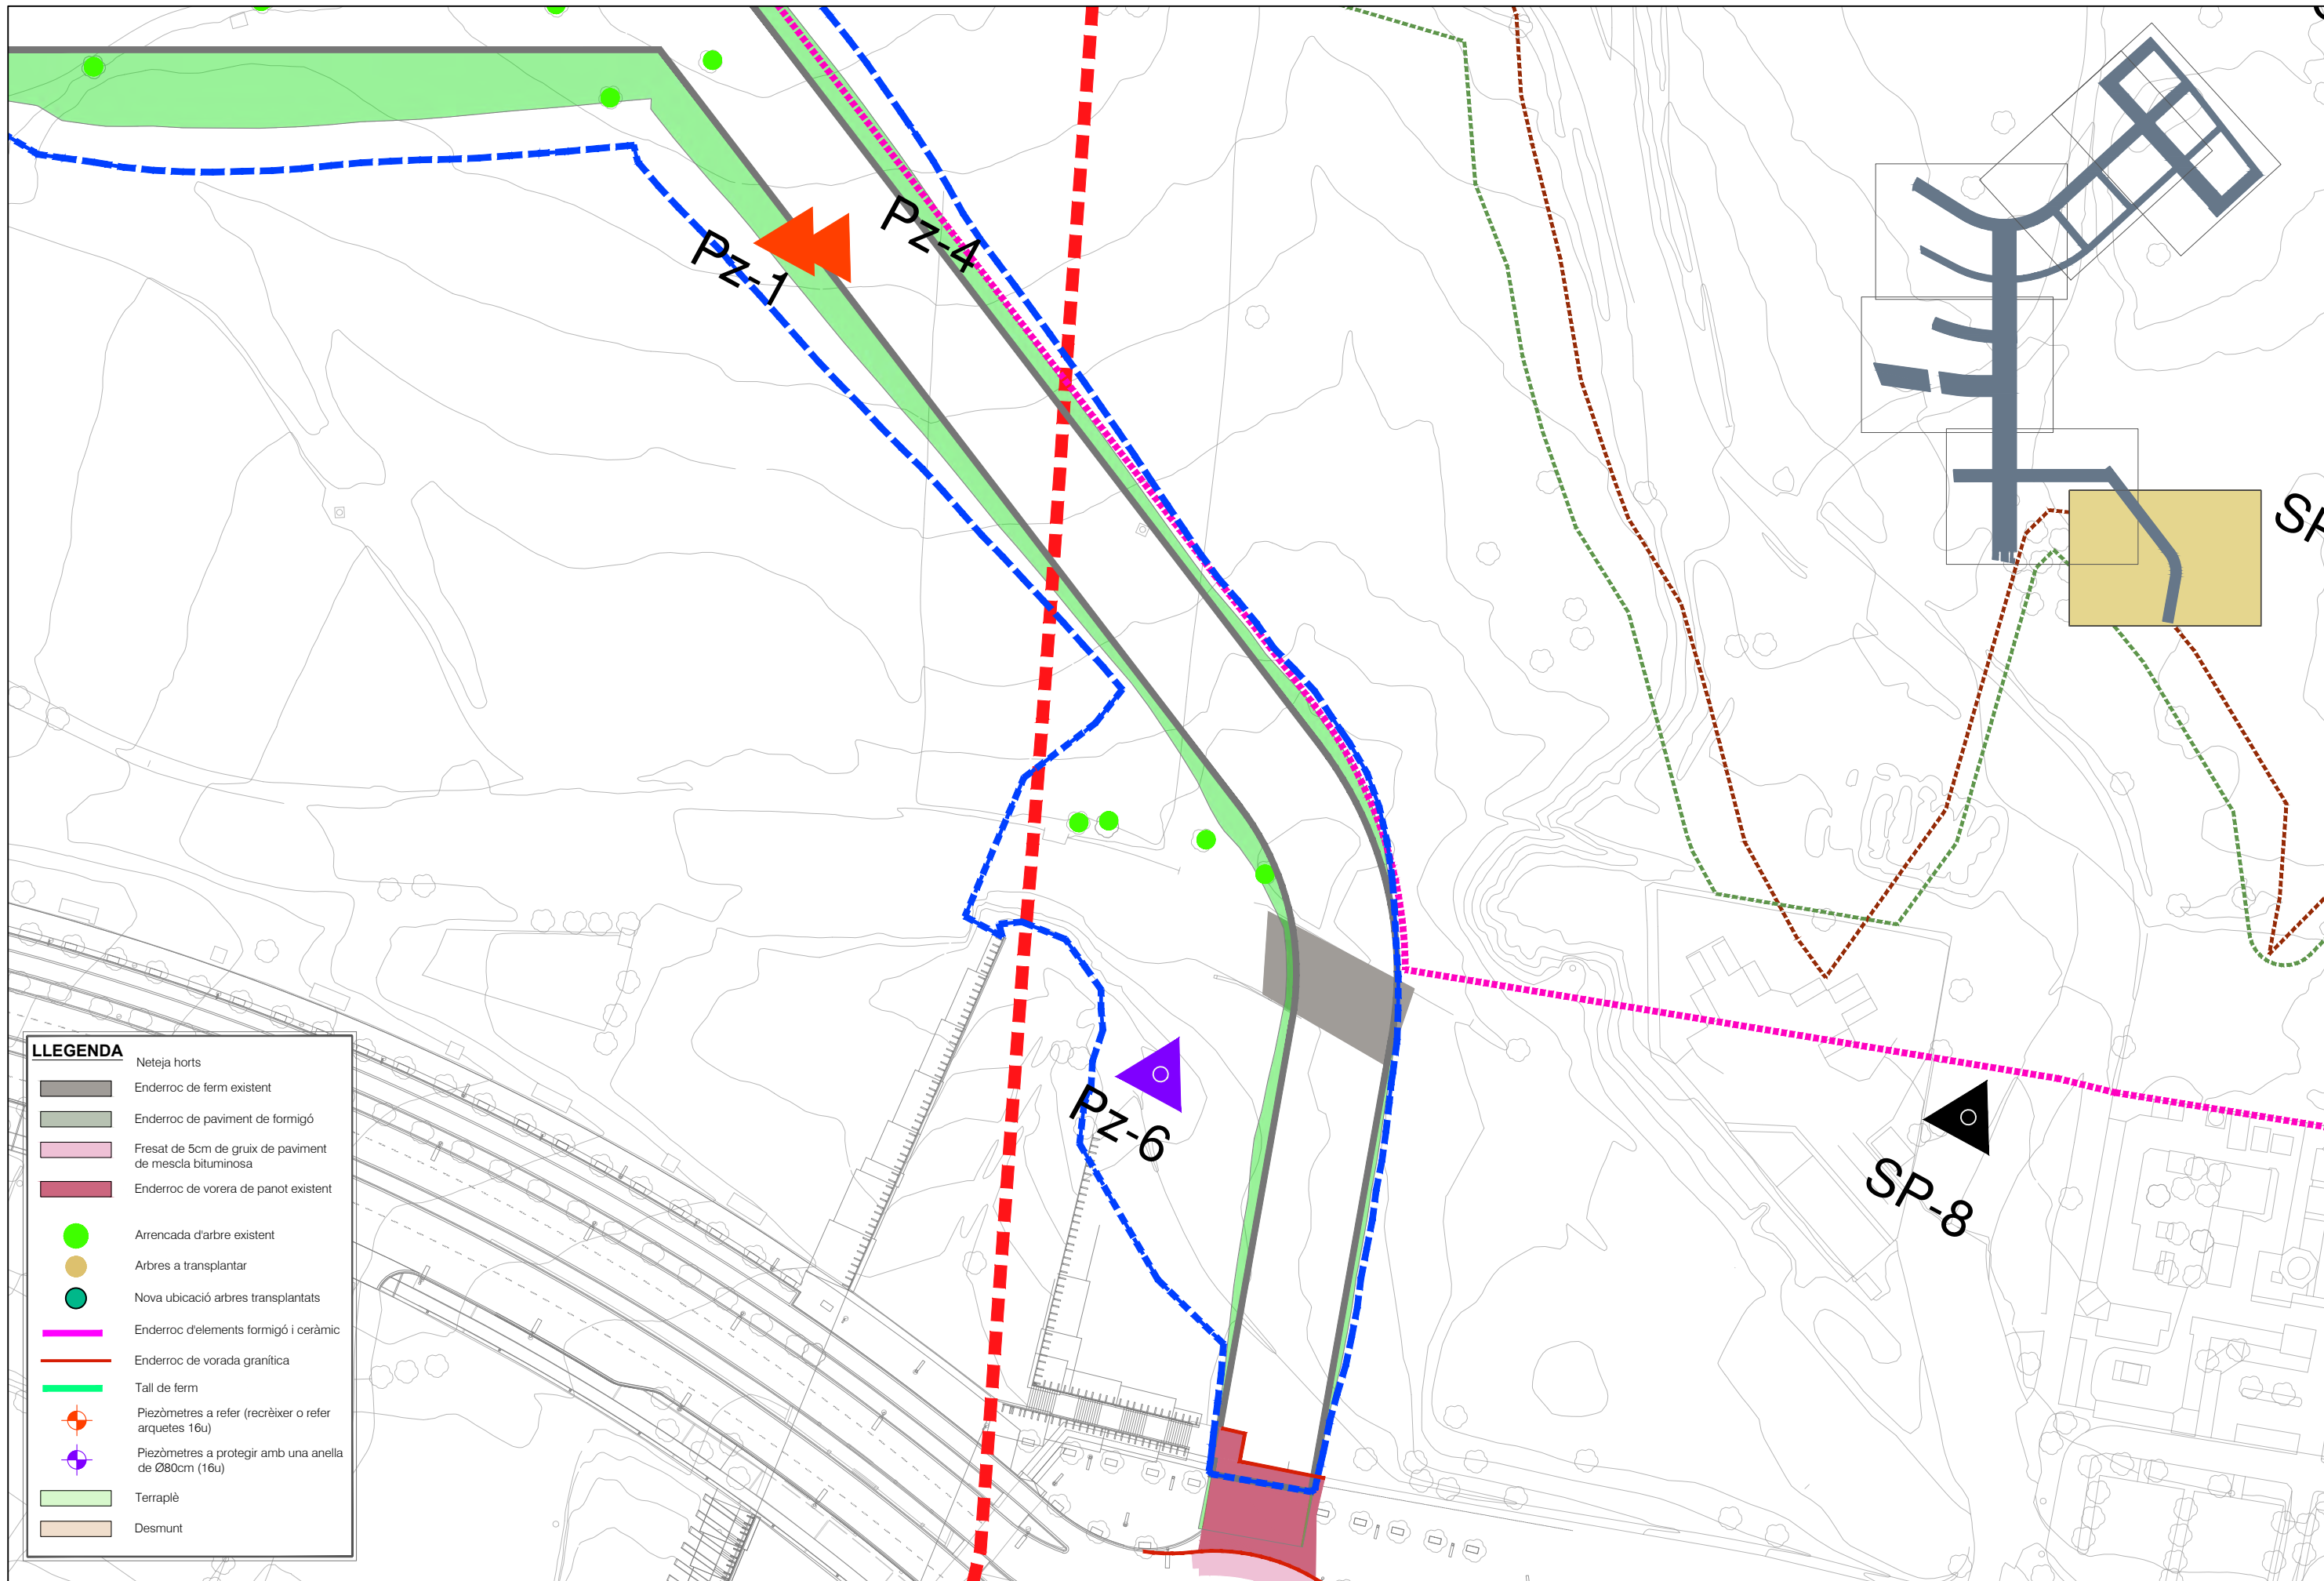 Pz-4
Pz-1
Pz-6
SP-8
LLEGENDA
Neteja horts
Enderroc de ferm existent
Enderroc de paviment de formigó
Fresat de 5cm de gruix de paviment
de mescla bituminosa
Enderroc de vorera de panot existent
Arrencada d'arbre existent
Arbres a transplantar
Nova ubicació arbres transplantats
Enderroc d'elements formigó i ceràmic
Enderroc de vorada granítica
Tall de ferm
Piezòmetres a refer (recrèixer o refer
arquetes 16u)
Piezòmetres a protegir amb una anella
de Ø80cm (16u)
Terraplè
Desmunt